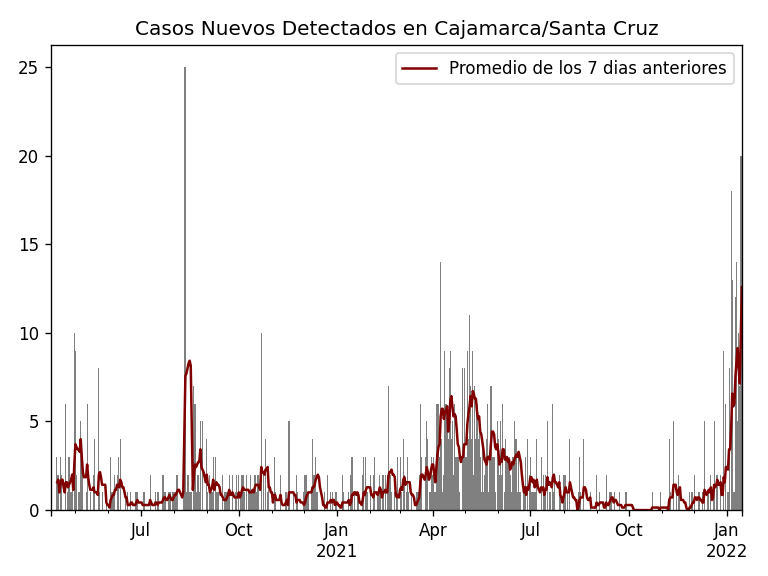 Casos Nuevos Detectados en Cajamarca/Santa Cruz
Promedio de los 7 dias anteriores
25
20
15
10
5
0
Jul
Oct
Jan
2021
Apr
Jul
Oct
Jan
2022